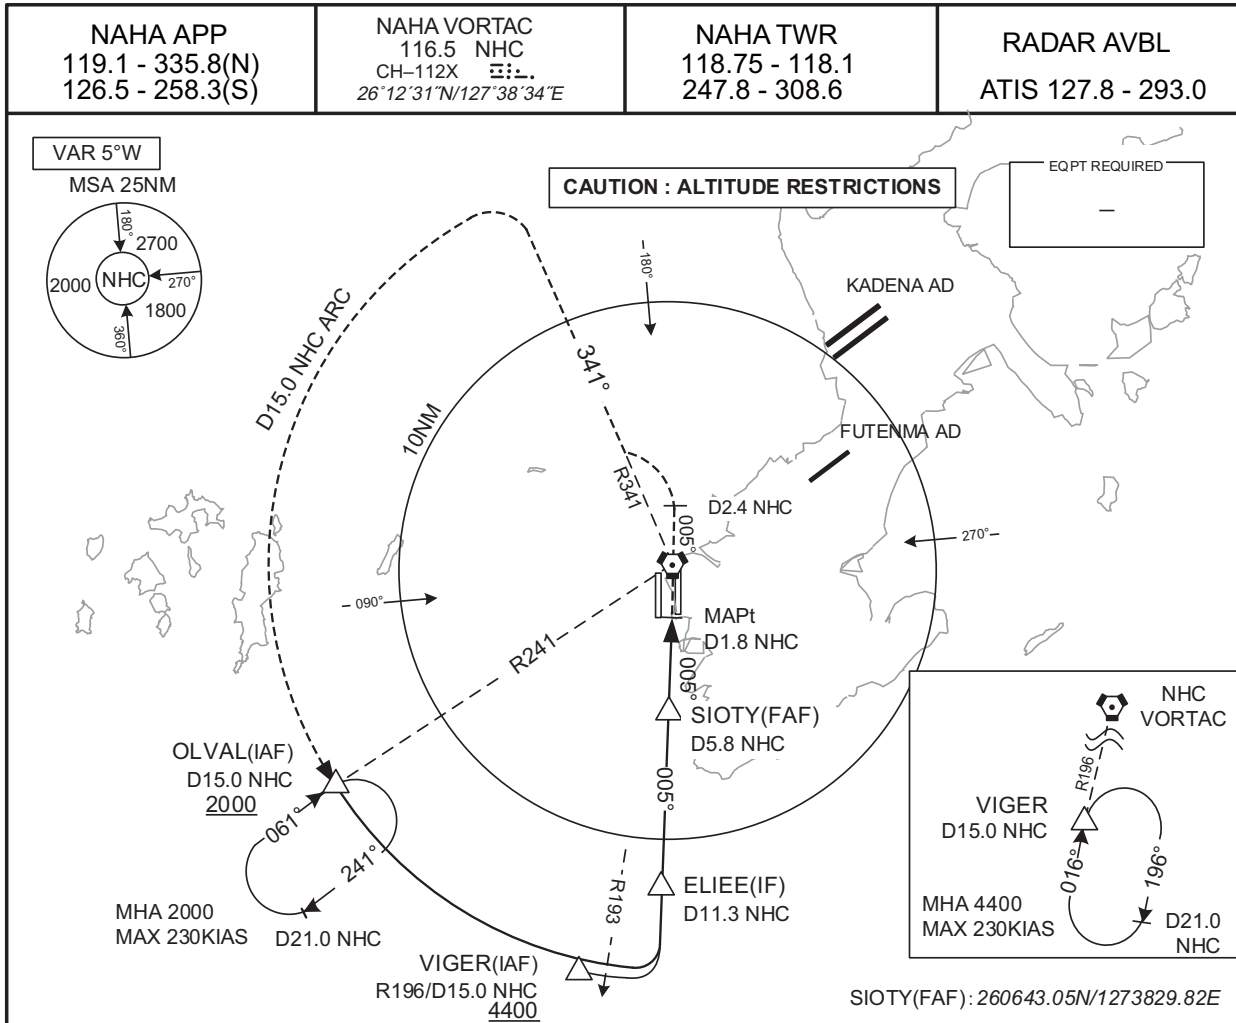 NAHA APP
119.1 - 335.8(N)
126.5 - 258.3(S)
NAHA VORTAC
116.5 NHC
CH–112X
26°12´31˝N/127°38´34˝E
NAHA TWR
118.75 - 118.1
247.8 - 308.6
RADAR AVBL
ATIS 127.8 - 293.0
VAR 5°W
MSA 25NM
180°
2700
2000
NHC
270°
1800
360°
CAUTION : ALTITUDE RESTRICTIONS
EQPT REQUIRED
–
180°
KADENA AD
D15.0 NHC ARC
341°
10NM
FUTENMA AD
R341
D2.4 NHC
005°
270°
090°
MAPt
D1.8 NHC
R241
005°
SIOTY(FAF)
D5.8 NHC
OLVAL(IAF)
D15.0 NHC
2000
061°
241°
005°
MHA 2000
MAX 230KIAS
D21.0 NHC
R193
ELIEE(IF)
D11.3 NHC
VIGER(IAF)
R196/D15.0 NHC
4400
NHC
VORTAC
R196
VIGER
D15.0 NHC
016°
196°
MHA 4400
MAX 230KIAS
D21.0
NHC
SIOTY(FAF): 260643.05N/1273829.82E